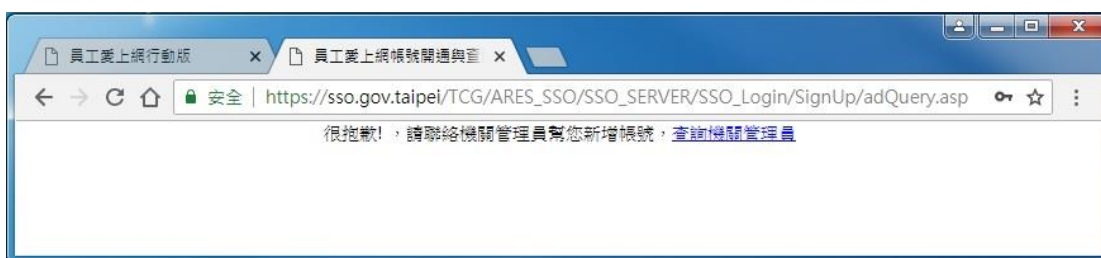 員工愛上網行動版
員工愛上網帳號開通與查
安全 | https://sso.gov.taipei/TCG/ARES_SSO/SSO_SERVER/SSO_Login/SignUp/adQuery.asp
很抱歉! ，請聯絡機關管理員幫您新增帳號，查詢機關管理員